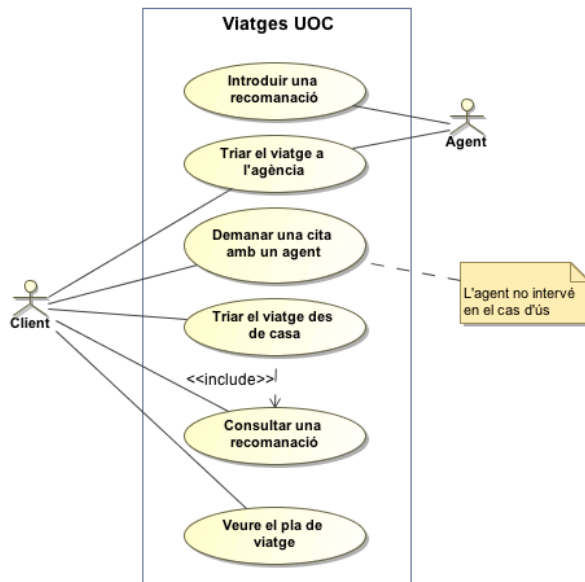 Viatges UOC
Introduir una
recomanació
Agent
Triar el viatge a
l'agència
Demanar una cita
amb un agent
L'agent no intervé
en el cas d'ús
Client
Triar el viatge des
de casa
<<include>>
Consultar una
recomanació
Veure el pla de
viatge